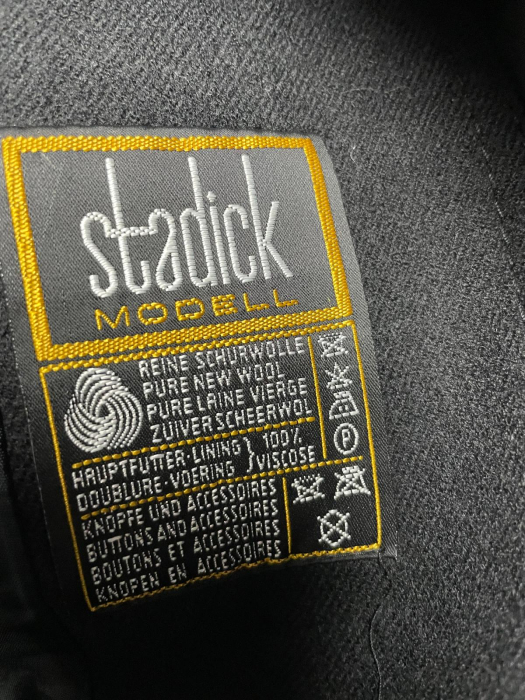 stadick
MODELL
REINE SCHURWOLLE
PURE NEW WOOL
PURE LAINE VIERGE
ZUIVER SCHEERWOL
HAUPTFUTTER·LINING } 100%
DOUBLURE·VOERING } VISCOSE
KNÖPFE UND ACCESSOIRES
BUTTONS AND ACCESSOIRES
BOUTONS ET ACCESSOIRES
KNOPEN EN ACCESSOIRES
P